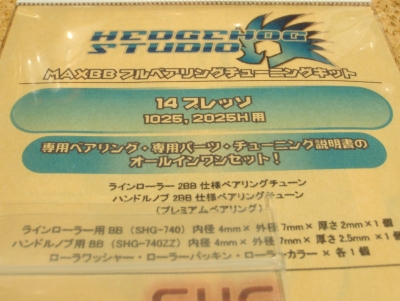 HEDGEHOG
STUDIO
MAXBB フルベアリングチューニングキット
14 プレッソ
1025, 2025H 用
専用ベアリング・専用パーツ・チューニング説明書の
オールインワンセット!
ラインローラー 2BB 仕様ベアリングチューン
ハンドルノブ 2BB 仕様ベアリングチューン
(プレミアムベアリング)
ラインローラー用 BB (SHG-740) 内径 4mm× 外径 7mm× 厚さ 2mm×1 個
ハンドルノブ用 BB (SHG-740ZZ) 内径 4mm× 外径 7mm× 厚さ 2.5mm ×1 個
ローラワッシャー・ローラーパッキン・ローラーカラー × 各 1 個